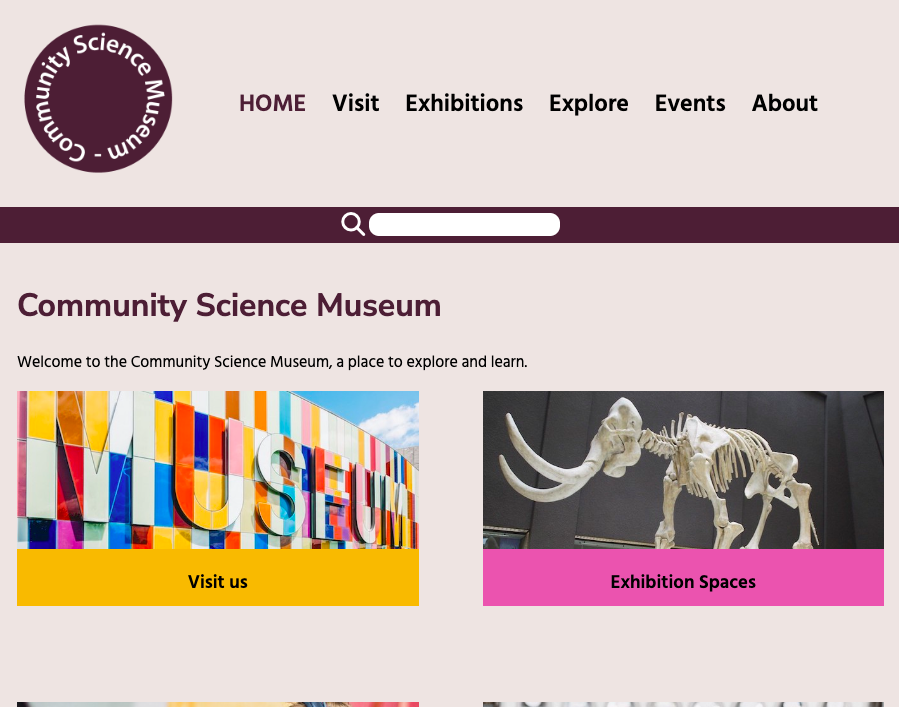 Community Science Museum -
HOME Visit Exhibitions Explore Events About
Community Science Museum
Welcome to the Community Science Museum, a place to explore and learn.
MUSEUM
Visit us
Exhibition Spaces